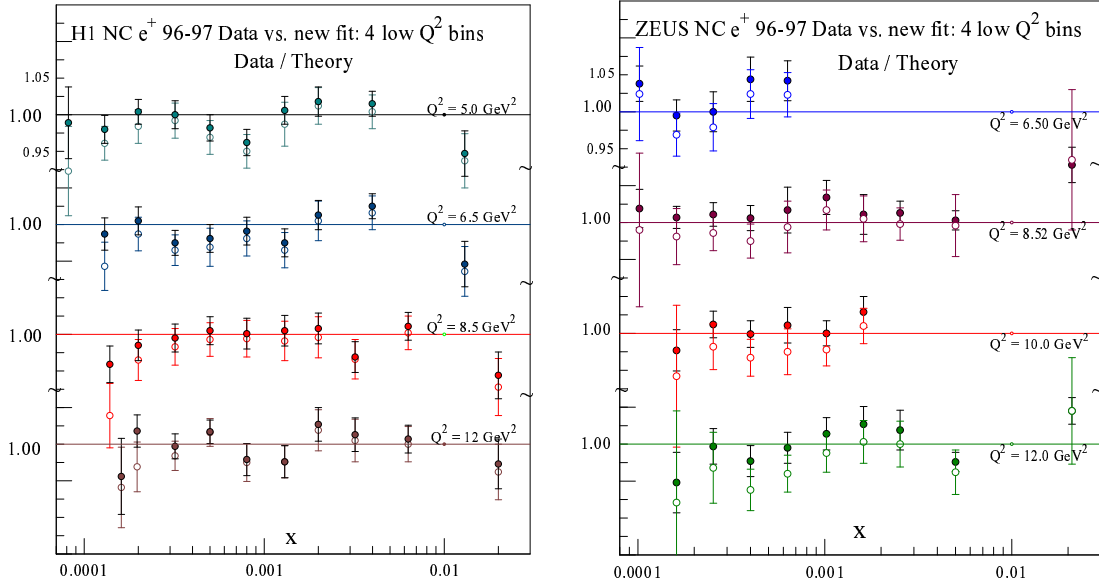 H1 NC e+ 96-97 Data vs. new fit: 4 low Q2 bins
Data / Theory
1.05
1.00
0.95
Q2 = 5.0 GeV2
~
~
1.00
Q2 = 6.5 GeV2
~
~
1.00
Q2 = 8.5 GeV2
~
~
1.00
Q2 = 12 GeV2
x
0.0001
0.001
0.01
ZEUS NC e+ 96-97 Data vs. new fit: 4 low Q2 bins
Data / Theory
1.05
1.00
0.95
Q2 = 6.50 GeV2
~
~
1.00
Q2 = 8.52 GeV2
~
~
1.00
Q2 = 10.0 GeV2
~
~
1.00
Q2 = 12.0 GeV2
x
0.0001
0.001
0.01